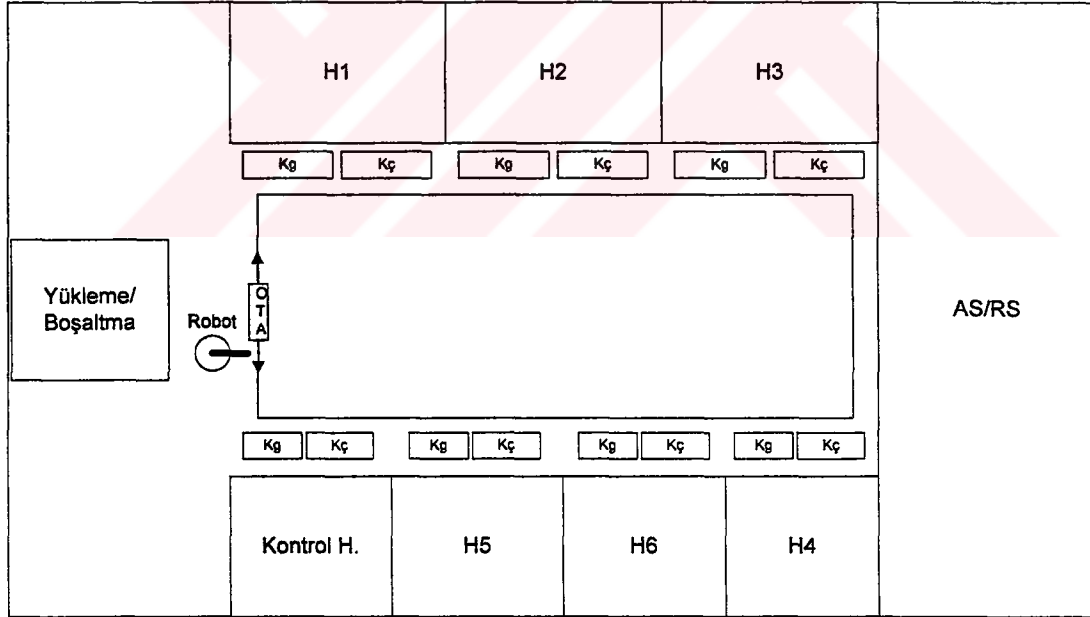 H1 H2 H3
Kg Kç Kg Kç Kg Kç
Yükleme/
Boşaltma
Robot
OTA
AS/RS
Kg Kç Kg Kç Kg Kç Kg Kç
Kontrol H. H5 H6 H4